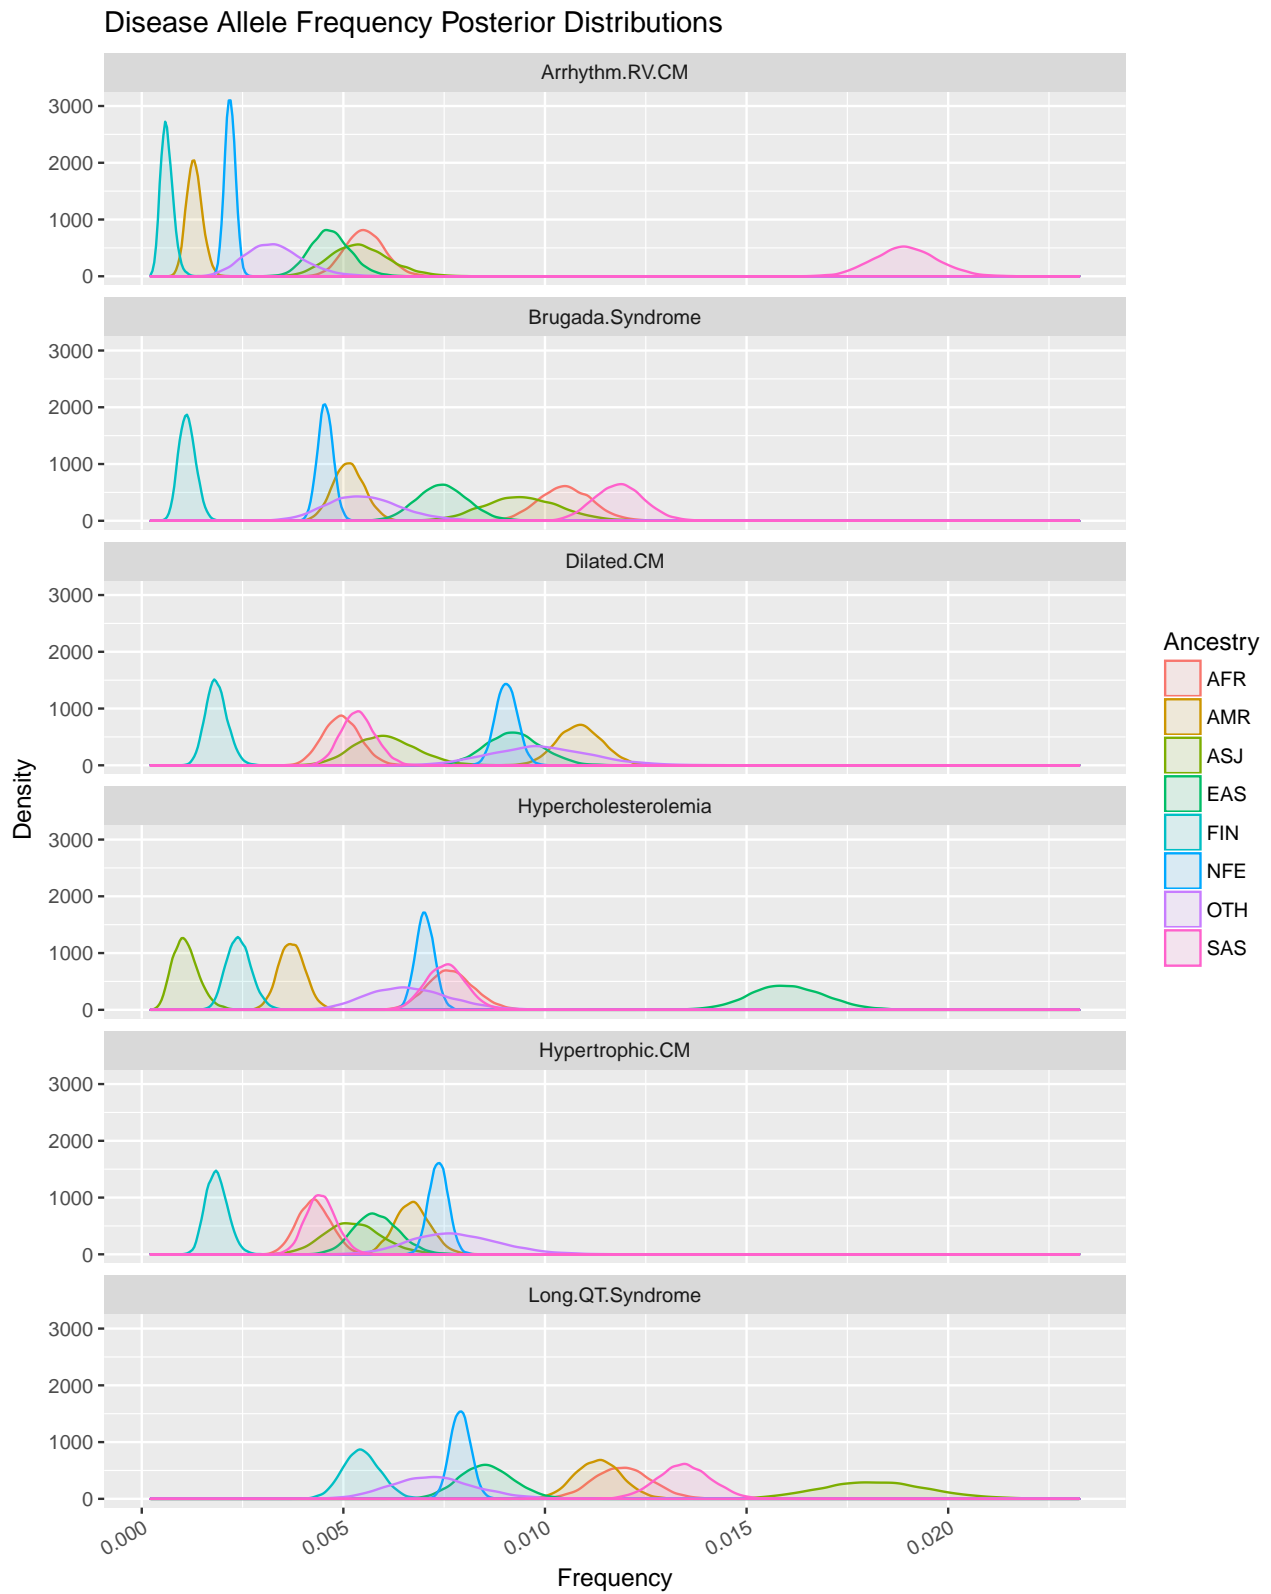 Disease Allele Frequency Posterior Distributions
Arrhythm.RV.CM
3000
2000
1000
0
Brugada.Syndrome
3000
2000
1000
0
Dilated.CM
3000
2000
1000
0
Hypercholesterolemia
3000
2000
1000
0
Hypertrophic.CM
3000
2000
1000
0
Long.QT.Syndrome
3000
2000
1000
0
0.000 0.005 0.010 0.015 0.020
Frequency
Density
Ancestry
AFR
AMR
ASJ
EAS
FIN
NFE
OTH
SAS